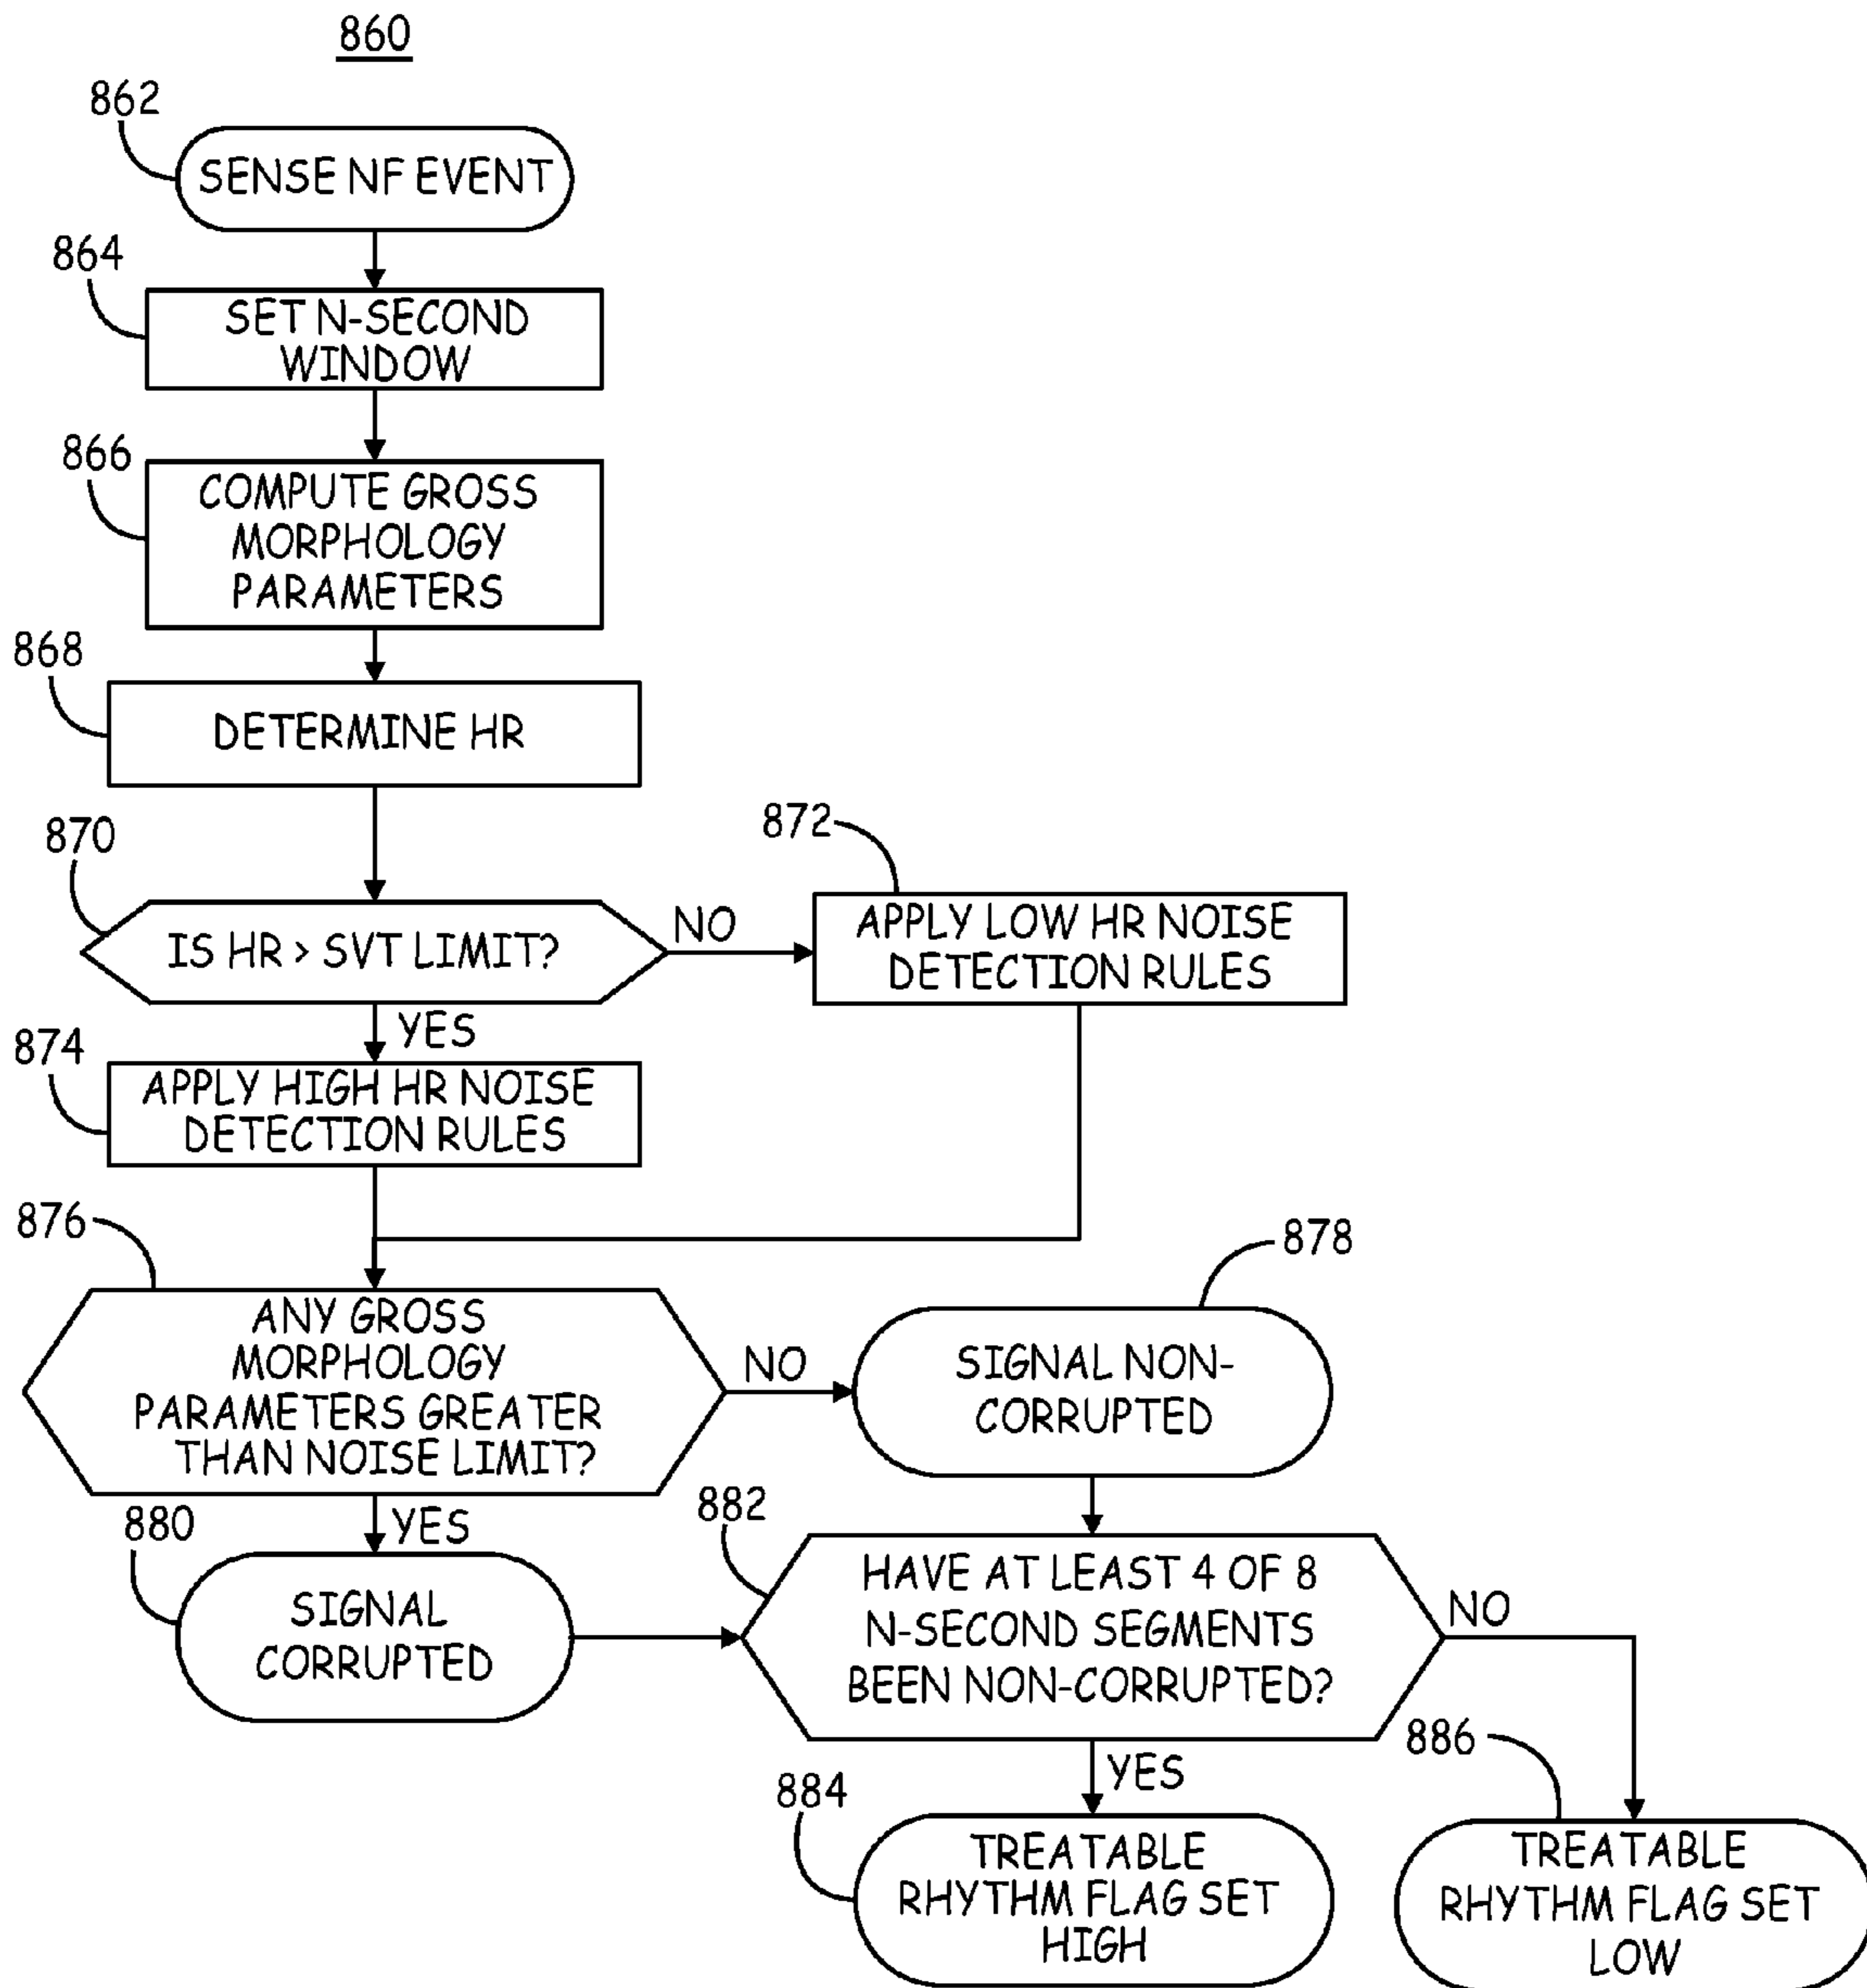 860
862
SENSE NF EVENT
864
SET N-SECOND
WINDOW
866
COMPUTE GROSS
MORPHOLOGY
PARAMETERS
868
DETERMINE HR
870
IS HR > SVT LIMIT?
NO
872
APPLY LOW HR NOISE
DETECTION RULES
YES
874
APPLY HIGH HR NOISE
DETECTION RULES
876
ANY GROSS
MORPHOLOGY
PARAMETERS GREATER
THAN NOISE LIMIT?
NO
878
SIGNAL NON-
CORRUPTED
YES
880
SIGNAL
CORRUPTED
882
HAVE AT LEAST 4 OF 8
N-SECOND SEGMENTS
BEEN NON-CORRUPTED?
NO
YES
884
TREATABLE
RHYTHM FLAG SET
HIGH
886
TREATABLE
RHYTHM FLAG SET
LOW